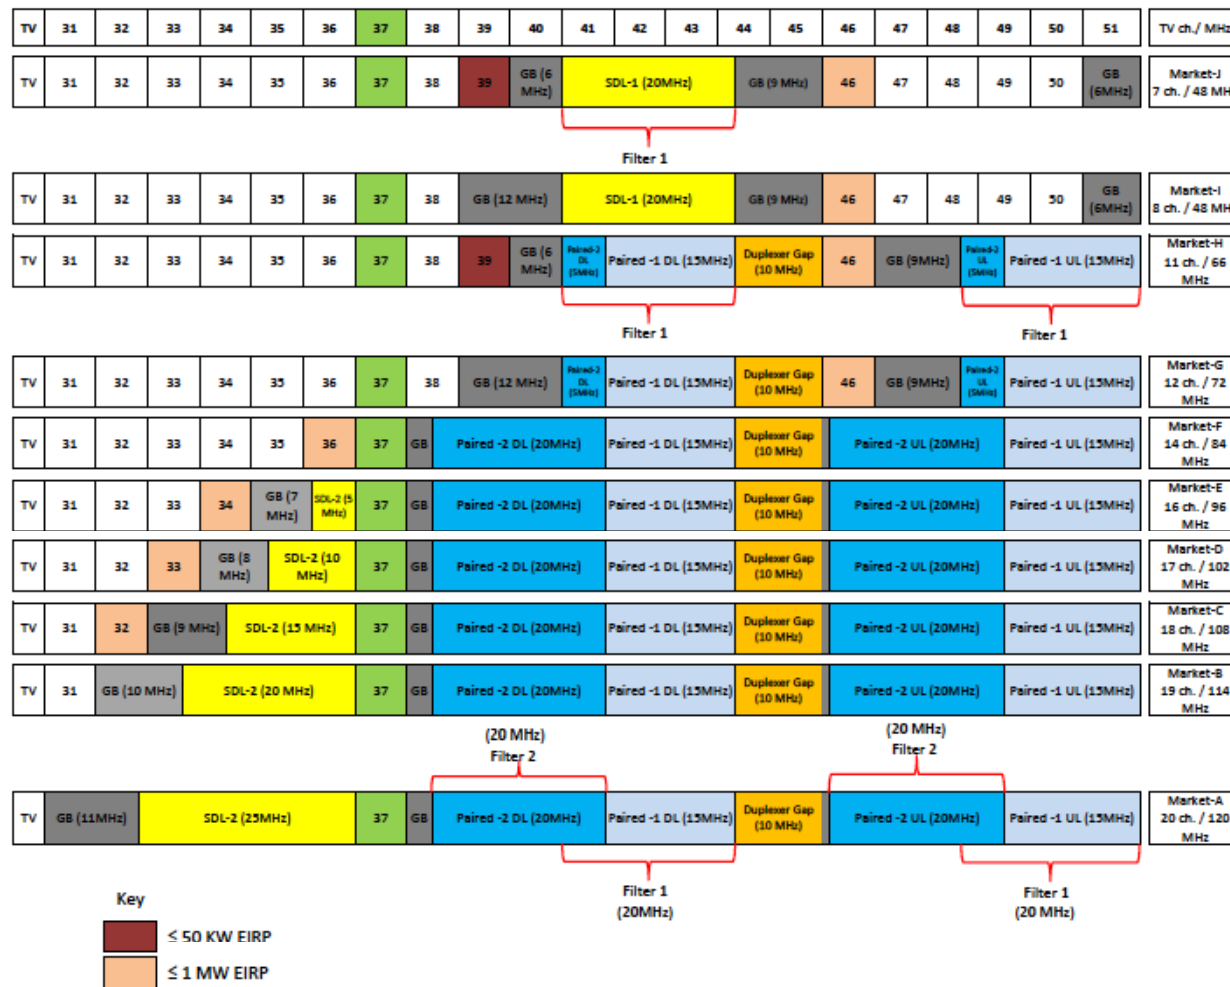 TV 31 32 33 34 35 36 37 38 39 40 41 42 43 44 45 46 47 48 49 50 51 TV ch./ MHz
TV 31 32 33 34 35 36 37 38 39 GB (6 MHz) SDL-1 (20MHz) GB (9 MHz) 46 47 48 49 50 GB (6MHz) Market-J 7 ch. / 48 MH
Filter 1
TV 31 32 33 34 35 36 37 38 GB (12 MHz) SDL-1 (20MHz) GB (9 MHz) 46 47 48 49 50 GB (6MHz) Market-I 8 ch. / 48 MH
TV 31 32 33 34 35 36 37 38 39 GB (6 MHz) Paired-2 DL (5MHz) Paired -1 DL (15MHz) Duplexer Gap (10 MHz) 46 GB (9MHz) Paired-2 UL (5MHz) Paired -1 UL (15MHz) Market-H 11 ch. / 66 MHz
Filter 1 Filter 1
TV 31 32 33 34 35 36 37 38 GB (12 MHz) Paired-2 DL (5MHz) Paired -1 DL (15MHz) Duplexer Gap (10 MHz) 46 GB (9MHz) Paired-2 UL (5MHz) Paired -1 UL (15MHz) Market-G 12 ch. / 72 MHz
TV 31 32 33 34 35 36 37 GB Paired -2 DL (20MHz) Paired -1 DL (15MHz) Duplexer Gap (10 MHz) Paired -2 UL (20MHz) Paired -1 UL (15MHz) Market-F 14 ch. / 84 MHz
TV 31 32 33 34 GB (7 MHz) SDL-2 (5 MHz) 37 GB Paired -2 DL (20MHz) Paired -1 DL (15MHz) Duplexer Gap (10 MHz) Paired -2 UL (20MHz) Paired -1 UL (15MHz) Market-E 16 ch. / 96 MHz
TV 31 32 33 GB (8 MHz) SDL-2 (10 MHz) 37 GB Paired -2 DL (20MHz) Paired -1 DL (15MHz) Duplexer Gap (10 MHz) Paired -2 UL (20MHz) Paired -1 UL (15MHz) Market-D 17 ch. / 102 MHz
TV 31 32 GB (9 MHz) SDL-2 (15 MHz) 37 GB Paired -2 DL (20MHz) Paired -1 DL (15MHz) Duplexer Gap (10 MHz) Paired -2 UL (20MHz) Paired -1 UL (15MHz) Market-C 18 ch. / 108 MHz
TV 31 GB (10 MHz) SDL-2 (20 MHz) 37 GB Paired -2 DL (20MHz) Paired -1 DL (15MHz) Duplexer Gap (10 MHz) Paired -2 UL (20MHz) Paired -1 UL (15MHz) Market-B 19 ch. / 114 MHz
(20 MHz) (20 MHz)
Filter 2 Filter 2
TV GB (11MHz) SDL-2 (25MHz) 37 GB Paired -2 DL (20MHz) Paired -1 DL (15MHz) Duplexer Gap (10 MHz) Paired -2 UL (20MHz) Paired -1 UL (15MHz) Market-A 20 ch. / 120 MHz
Filter 1 Filter 1
(20MHz) (20 MHz)
Key
≤ 50 KW EIRP
≤ 1 MW EIRP